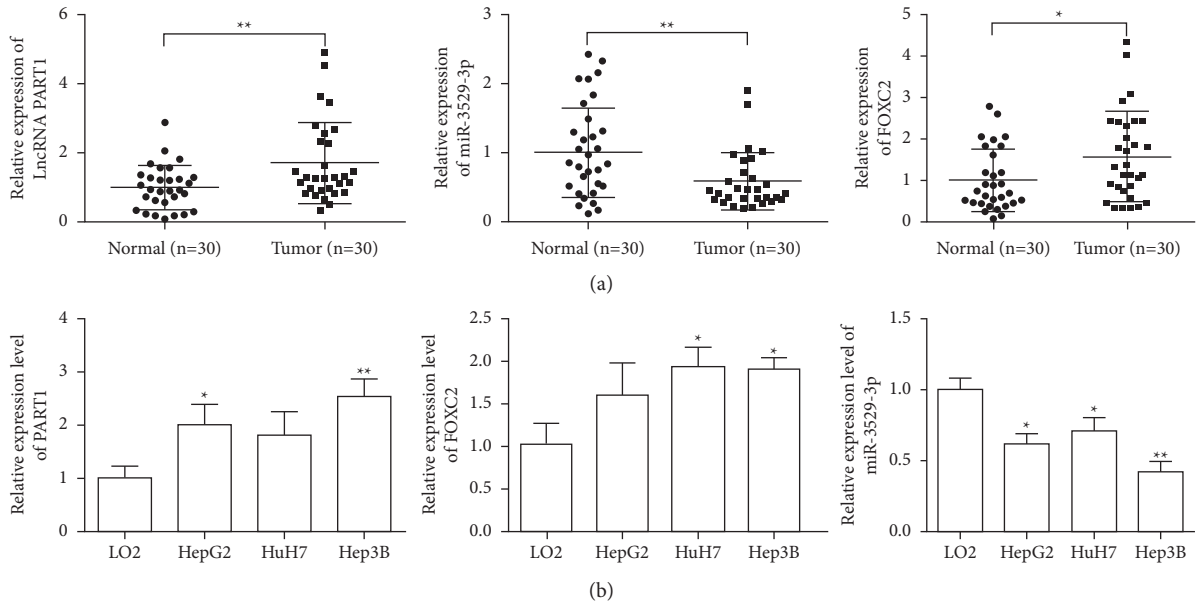 Relative expression of
LncRNA PART1
6
4
2
0
**
Normal (n=30) Tumor (n=30)
Relative expression
of miR-3529-3p
3
2
1
0
**
Normal (n=30) Tumor (n=30)
Relative expression
of FOXC2
5
4
3
2
1
0
*
Normal (n=30) Tumor (n=30)
(a)
Relative expression level
of PART1
4
3
2
1
0
* **
LO2 HepG2 HuH7 Hep3B
Relative expression level
of FOXC2
2.5
2.0
1.5
1.0
0.5
0.0
* *
LO2 HepG2 HuH7 Hep3B
Relative expression level of
miR-3529-3p
1.5
1.0
0.5
0.0
* * **
LO2 HepG2 HuH7 Hep3B
(b)